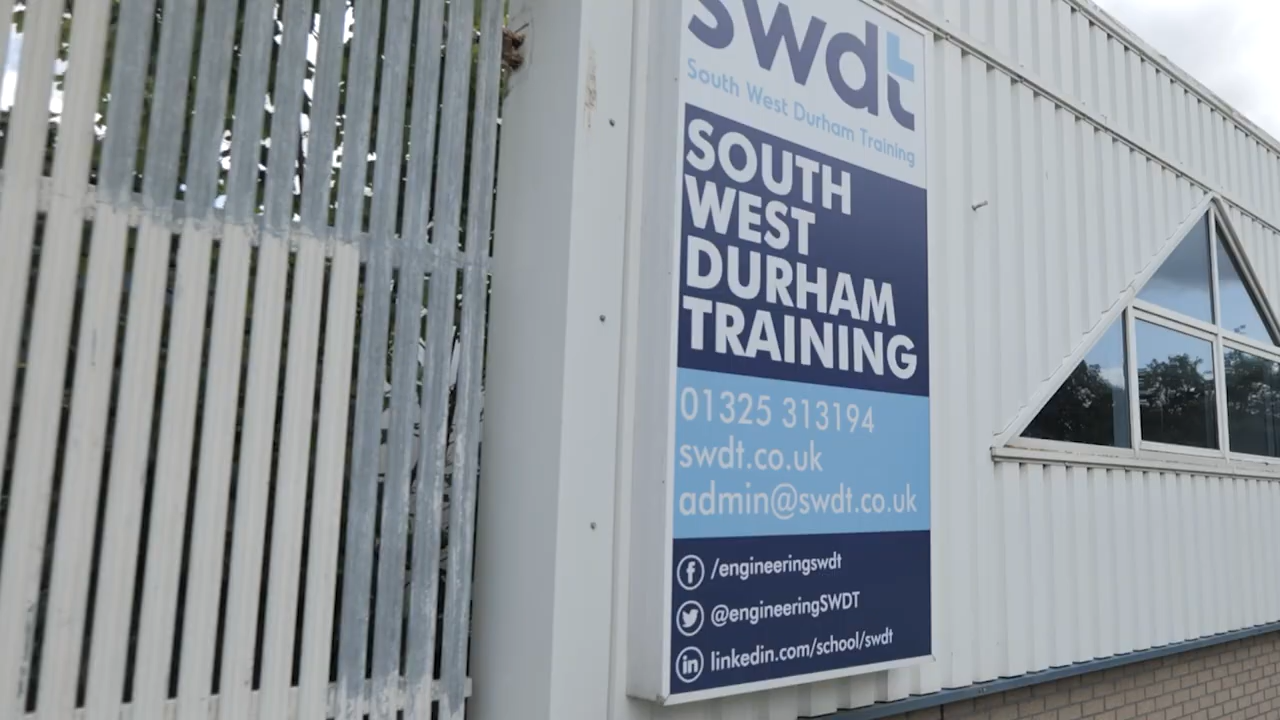 swdt
South West Durham Training
SOUTH
WEST
DURHAM
TRAINING
01325 313194
swdt.co.uk
admin@swdt.co.uk
/engineeringswdt
@engineeringSWDT
linkedin.com/school/swdt